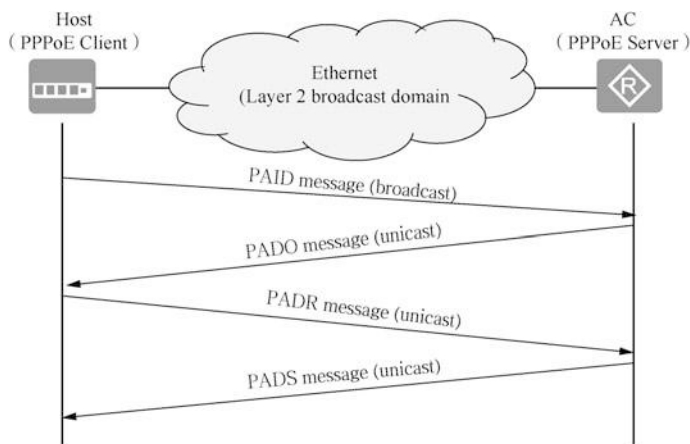 Host
( PPPoE Client )
AC
( PPPoE Server )
Ethernet
(Layer 2 broadcast domain
R
PAID message (broadcast)
PADO message (unicast)
PADR message (unicast)
PADS message (unicast)